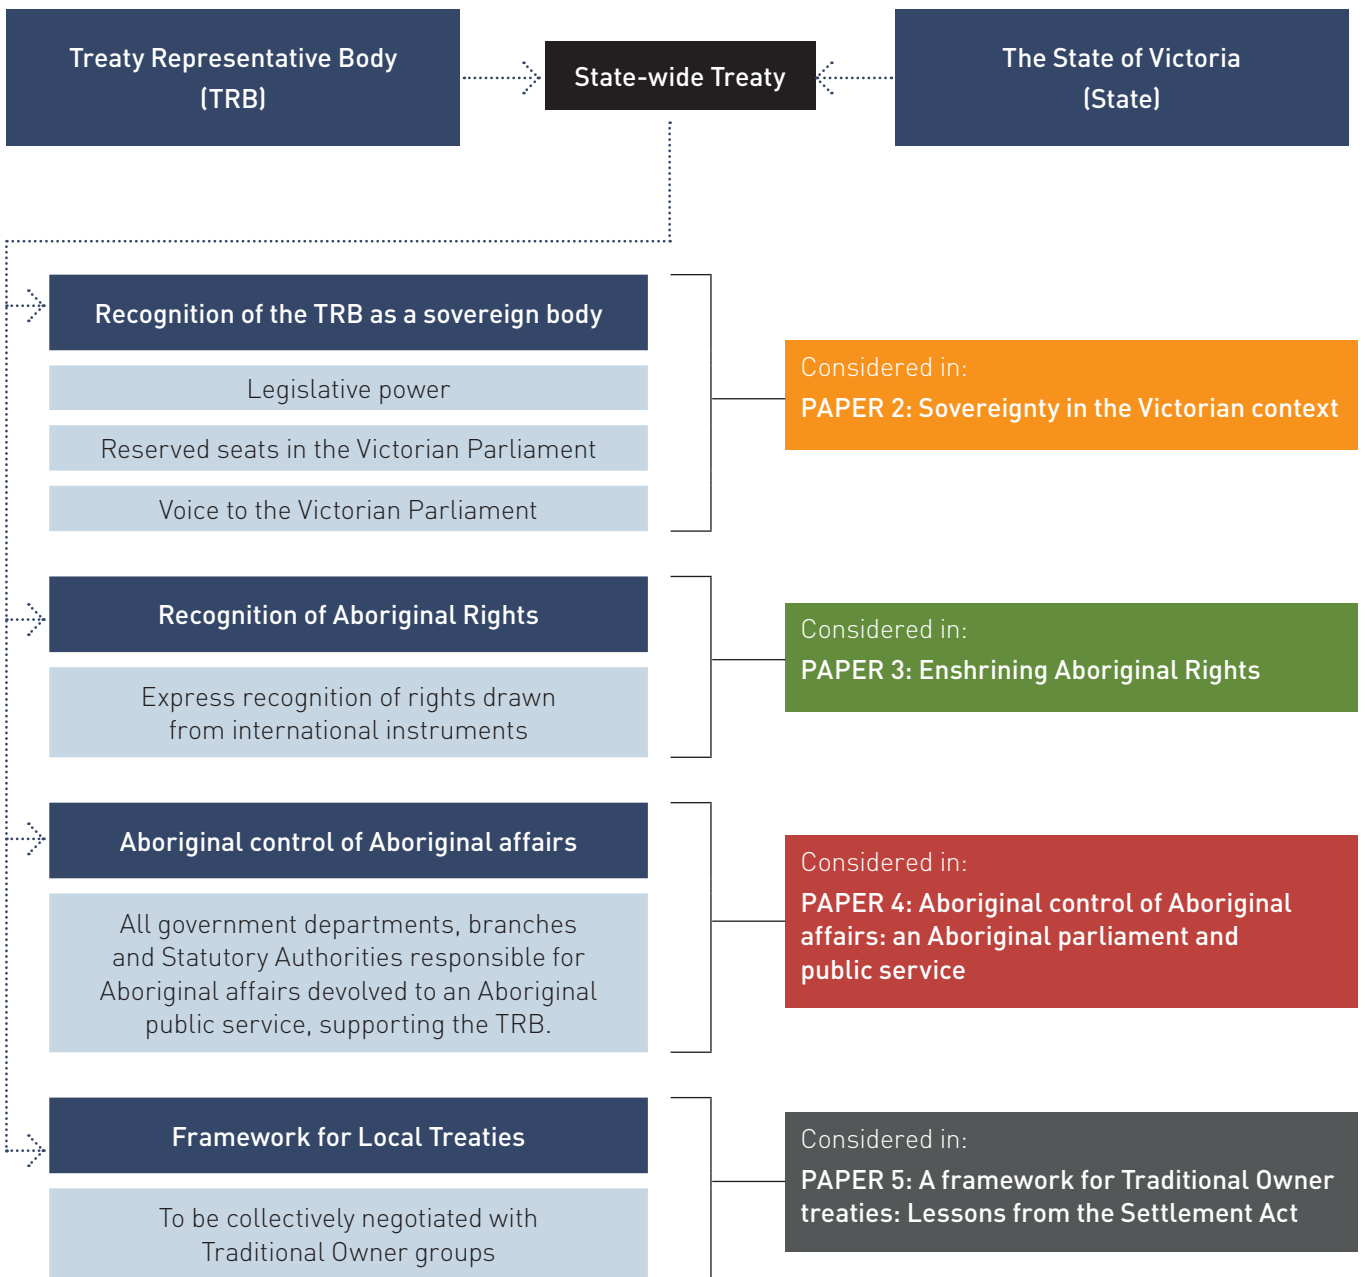 Treaty Representative Body
(TRB)
State-wide Treaty
The State of Victoria
(State)
Recognition of the TRB as a sovereign body
Legislative power
Reserved seats in the Victorian Parliament
Voice to the Victorian Parliament
Considered in:
PAPER 2: Sovereignty in the Victorian context
Recognition of Aboriginal Rights
Express recognition of rights drawn
from international instruments
Considered in:
PAPER 3: Enshrining Aboriginal Rights
Aboriginal control of Aboriginal affairs
All government departments, branches
and Statutory Authorities responsible for
Aboriginal affairs devolved to an Aboriginal
public service, supporting the TRB.
Considered in:
PAPER 4: Aboriginal control of Aboriginal
affairs: an Aboriginal parliament and
public service
Framework for Local Treaties
To be collectively negotiated with
Traditional Owner groups
Considered in:
PAPER 5: A framework for Traditional Owner
treaties: Lessons from the Settlement Act